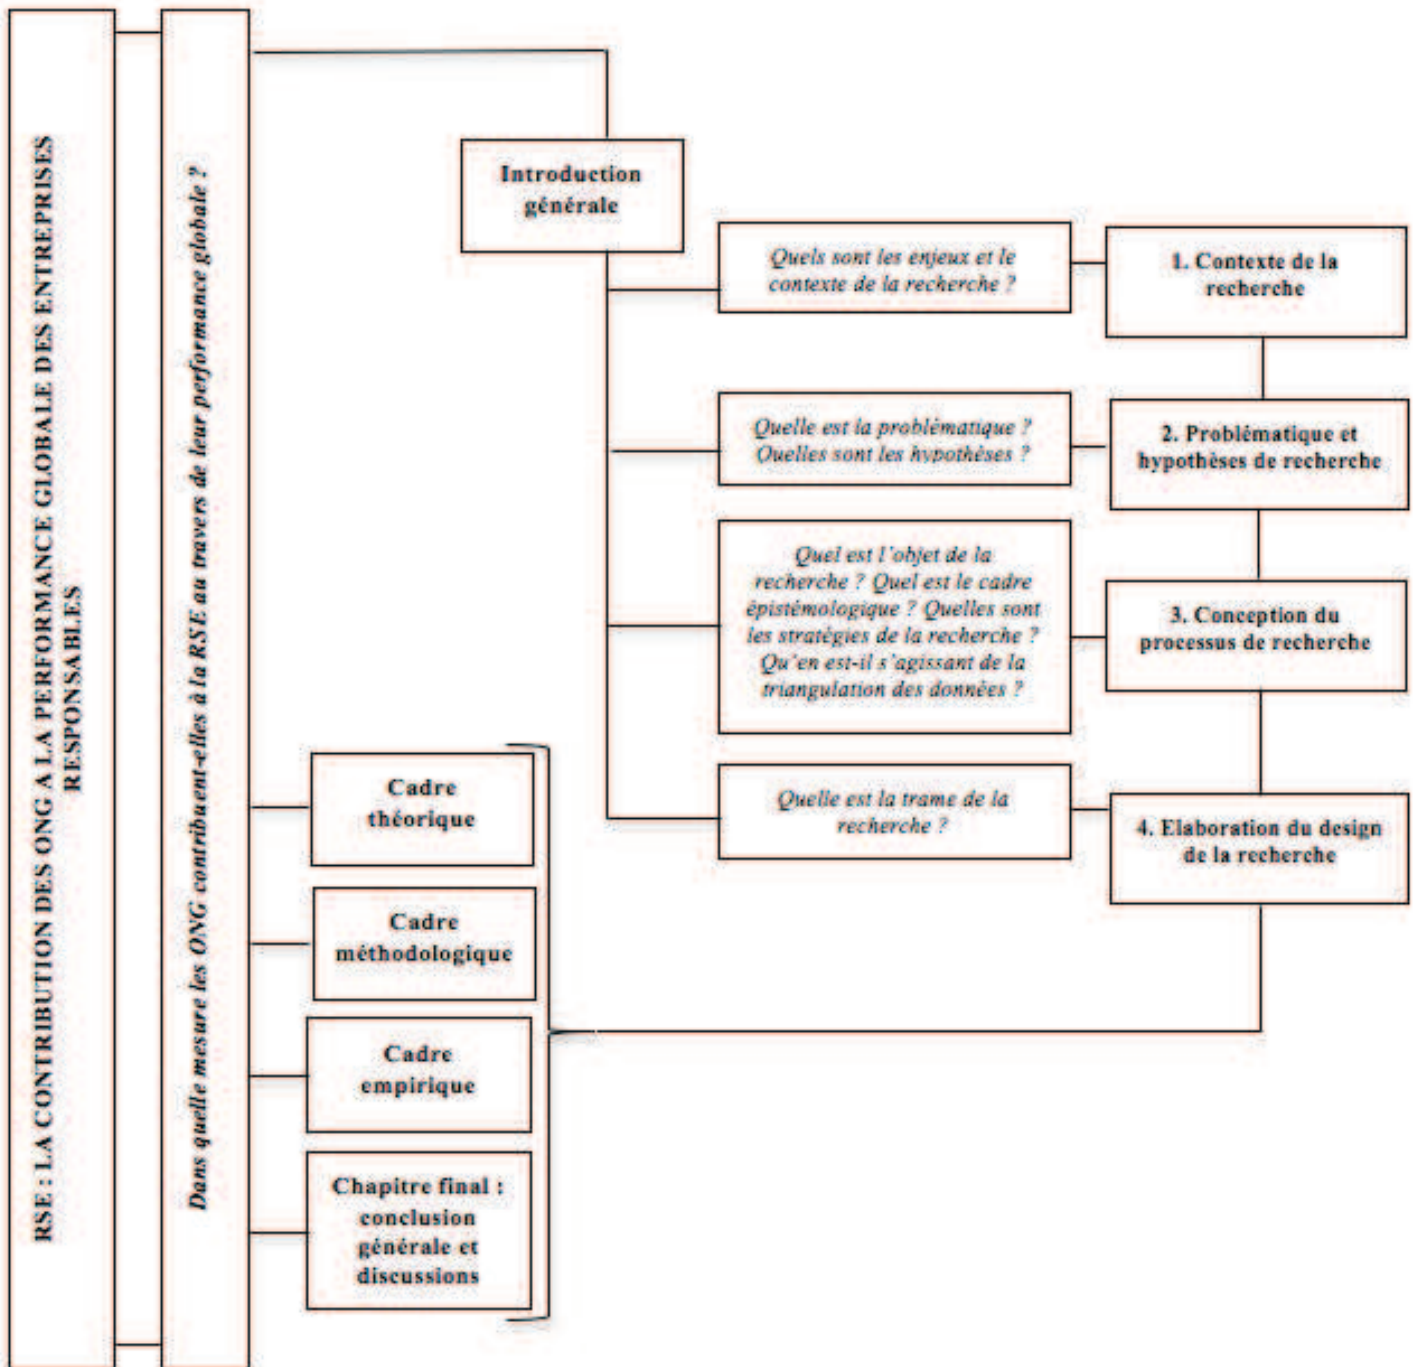 RSE : LA CONTRIBUTION DES ONG A LA PERFORMANCE GLOBALE DES ENTREPRISES
RESPONSABLES
Dans quelle mesure les ONG contribuent-elles à la RSE au travers de leur performance globale ?
Introduction
générale
Quels sont les enjeux et le
contexte de la recherche ?
1. Contexte de la
recherche
Quelle est la problématique ?
Quelles sont les hypothèses ?
2. Problématique et
hypothèses de recherche
Quel est l'objet de la
recherche ? Quel est le cadre
épistémologique ? Quelles sont
les stratégies de la recherche ?
Qu'en est-il s'agissant de la
triangulation des données ?
3. Conception du
processus de recherche
Quelle est la trame de la
recherche ?
4. Elaboration du design
de la recherche
Cadre
théorique
Cadre
méthodologique
Cadre
empirique
Chapitre final :
conclusion
générale et
discussions